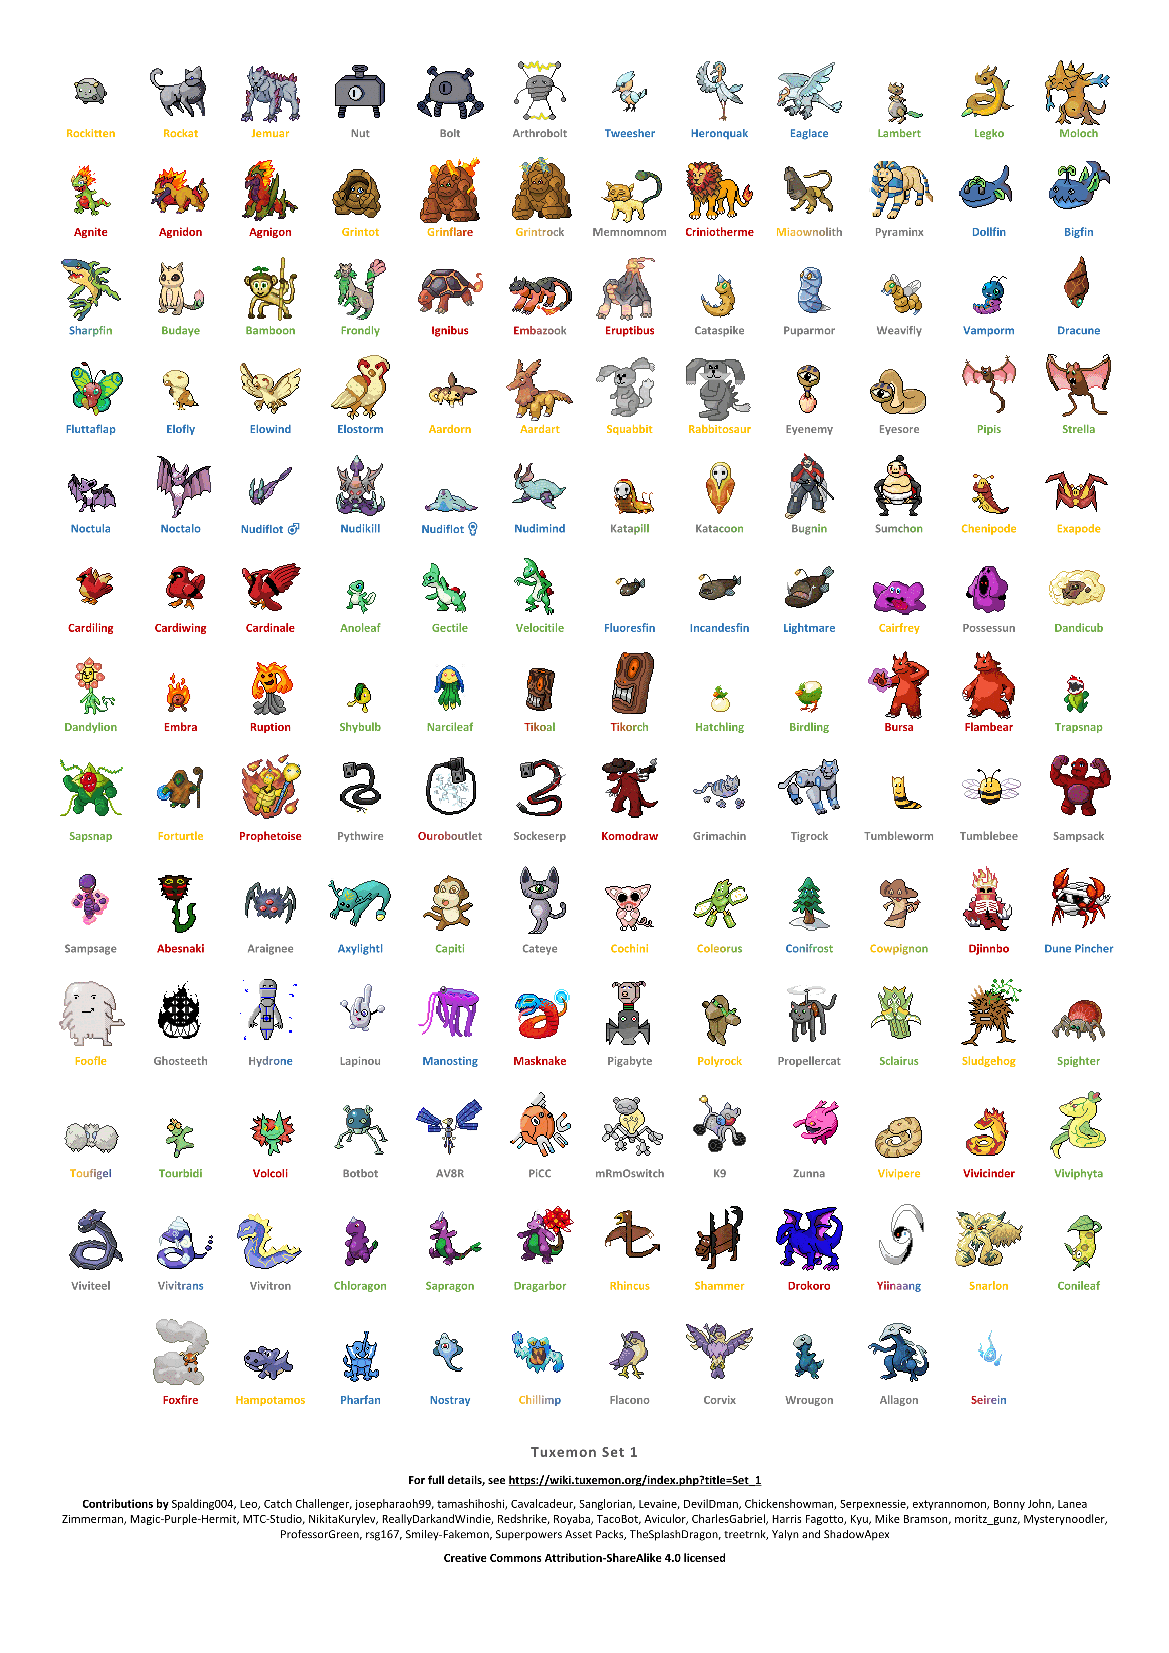 Rockitten Rockat Jemuar Nut Bolt Arthrobolt Tweesher Heronquak Eaglace Lambert Legko Moloch
Agnite Agnidon Agnigon Grintot Grinflare Grintrock Memnomnom Criniotherme Miaownolith Pyraminx Dollfin Bigfin
Sharpfin Budaye Bamboon Frondly Ignibus Embazook Eruptibus Cataspike Puparmor Weavifly Vamporm Dracune
Fluttaflap Elofly Elowind Elostorm Aardorn Aardart Squabbit Rabbitosaur Eyenemy Eyesore Pipis Strella
Noctula Noctalo Nudiflot ♂ Nudikill Nudiflot ♀ Nudimind Katapill Katacoon Bugnin Sumchon Chenipode Exapode
Cardiling Cardiwing Cardinale Anoleaf Gectile Velocitile Fluoresfin Incandesfin Lightmare Cairfrey Possessun Dandicub
Dandylion Embra Ruption Shybulb Narcileaf Tikoal Tikorch Hatchling Birdling Bursa Flambear Trapsnap
Sapsnap Forturtle Prophetoise Pythwire Ouroboutlet Sockeserp Komodraw Grimachin Tigrock Tumbleworm Tumblebee Sampsack
Sampsage Abesnaki Araignee Axylightl Capiti Cateye Cochini Coleorus Conifrost Cowpignon Djinnbo Dune Pincher
Foofle Ghosteeth Hydrone Lapinou Manosting Masknake Pigabyte Polyrock Propellercat Sclairus Sludgehog Spighter
Toufigel Tourbidi Volcoli Botbot AV8R PiCC mRmOswitch K9 Zunna Vivipere Vivicinder Viviphyta
Viviteel Vivitrans Vivitron Chloragon Sapragon Dragarbor Rhincus Shammer Drokoro Yiinaang Snarlon Conileaf
Foxfire Hampotamos Pharfan Nostray Chillimp Flacono Corvix Wrougon Allagon Seirein
Tuxemon Set 1
For full details, see https://wiki.tuxemon.org/index.php?title=Set_1
Contributions by Spalding004, Leo, Catch Challenger, josepharaoh99, tamashihoshi, Cavalcadeur, Sanglorian, Levaine, DevilDman, Chickenshowman, Serpexnessie, extyrannomon, Bonny John, Lanea
Zimmerman, Magic-Purple-Hermit, MTC-Studio, NikitaKurylev, ReallyDarkandWindie, Redshrike, Royaba, TacoBot, Aviculor, CharlesGabriel, Harris Fagotto, Kyu, Mike Bramson, moritz_gunz, Mysterynoodler,
ProfessorGreen, rsg167, Smiley-Fakemon, Superpowers Asset Packs, TheSplashDragon, treetrnk, Yalyn and ShadowApex
Creative Commons Attribution-ShareAlike 4.0 licensed